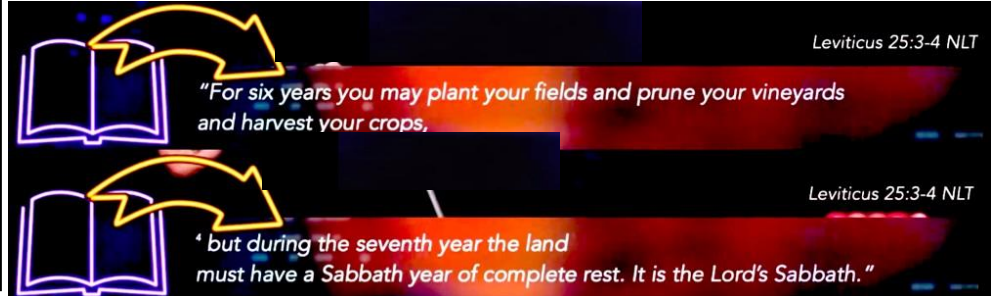 Leviticus 25:3-4 NLT
“For six years you may plant your fields and prune your vineyards
and harvest your crops,
Leviticus 25:3-4 NLT
⁴ but during the seventh year the land
must have a Sabbath year of complete rest. It is the Lord’s Sabbath.”